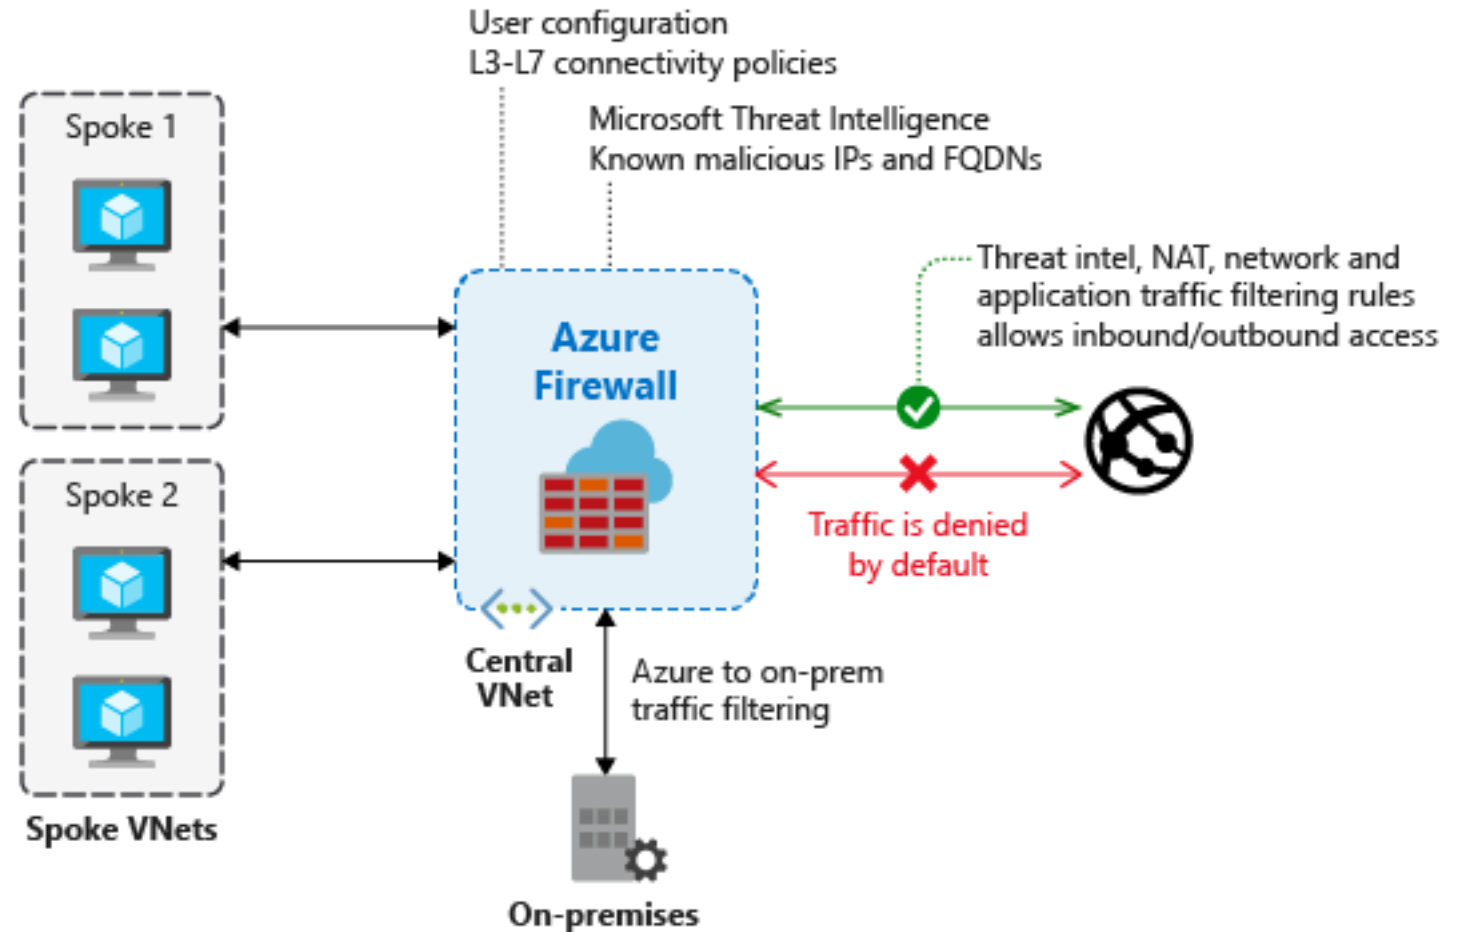 User configuration
L3-L7 connectivity policies
Microsoft Threat Intelligence
Known malicious IPs and FQDNs
Spoke 1
Threat intel, NAT, network and
application traffic filtering rules
allows inbound/outbound access
Azure
Firewall
Spoke 2
Traffic is denied
by default
Central
VNet
Azure to on-prem
traffic filtering
Spoke VNets
On-premises